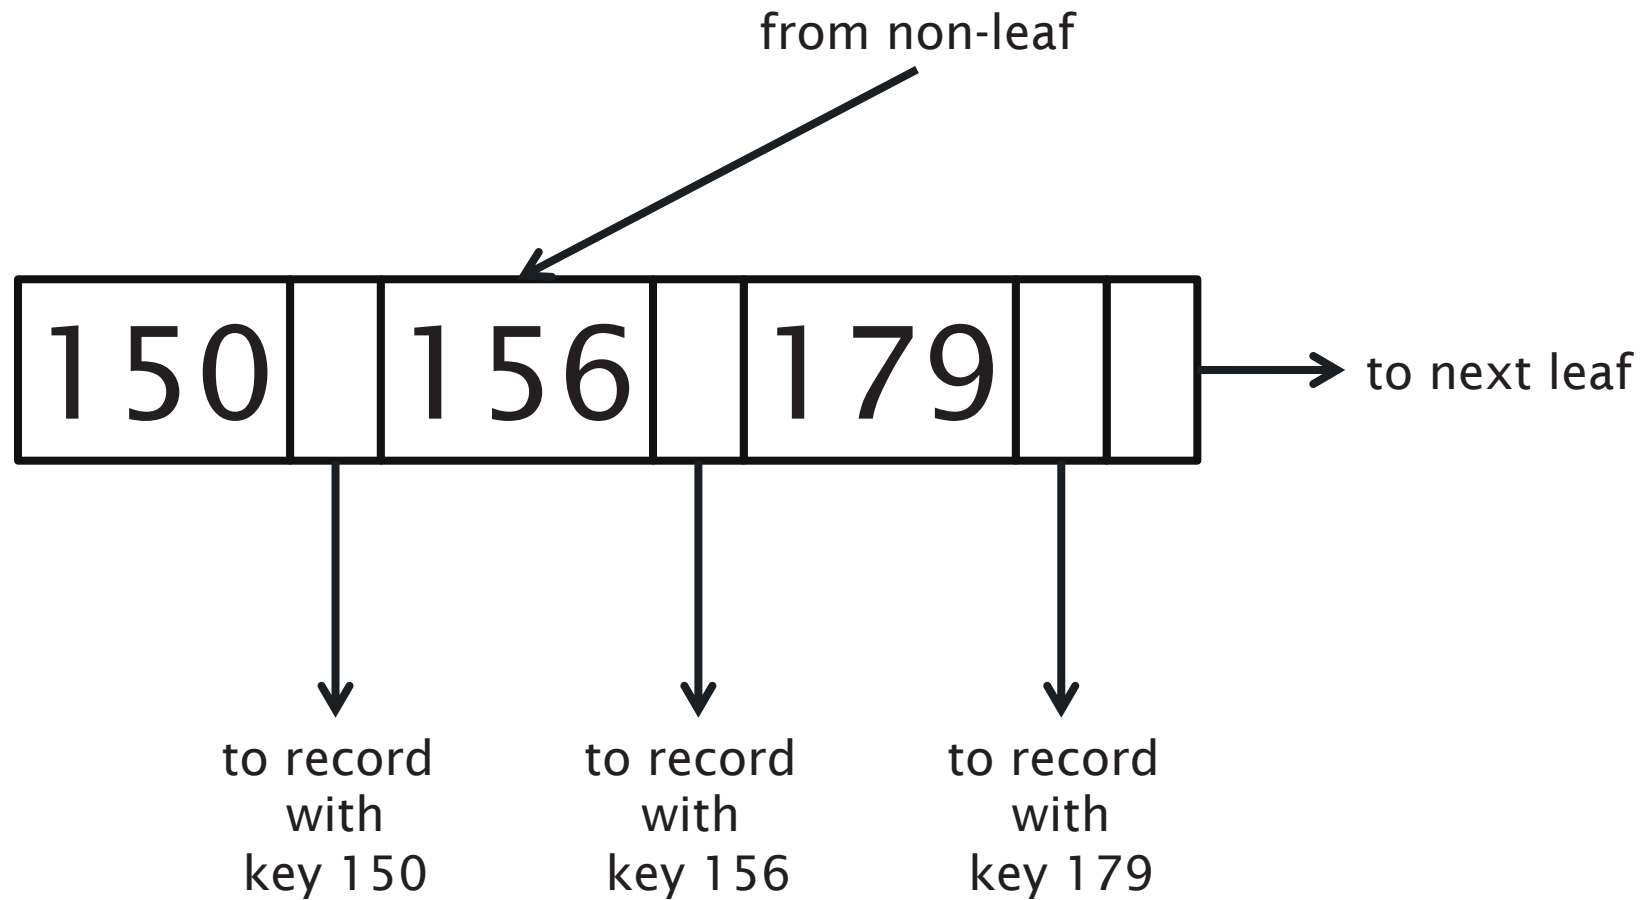 from non-leaf
150 156 179
to next leaf
to record
with
key 150
to record
with
key 156
to record
with
key 179